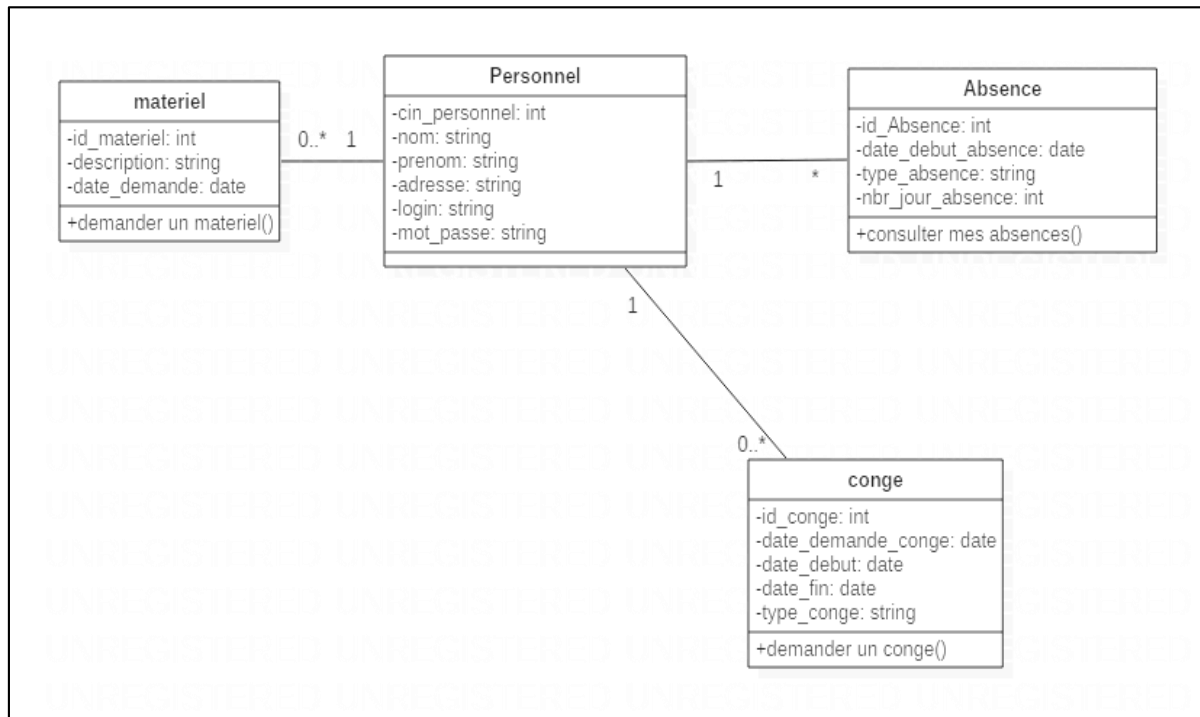 materiel
-id_materiel: int
-description: string
-date_demande: date
+demander un materiel()
0..* 1
Personnel
-cin_personnel: int
-nom: string
-prenom: string
-adresse: string
-login: string
-mot_passe: string
1 *
Absence
-id_Absence: int
-date_debut_absence: date
-type_absence: string
-nbr_jour_absence: int
+consulter mes absences()
1
0..*
conge
-id_conge: int
-date_demande_conge: date
-date_debut: date
-date_fin: date
-type_conge: string
+demander un conge()